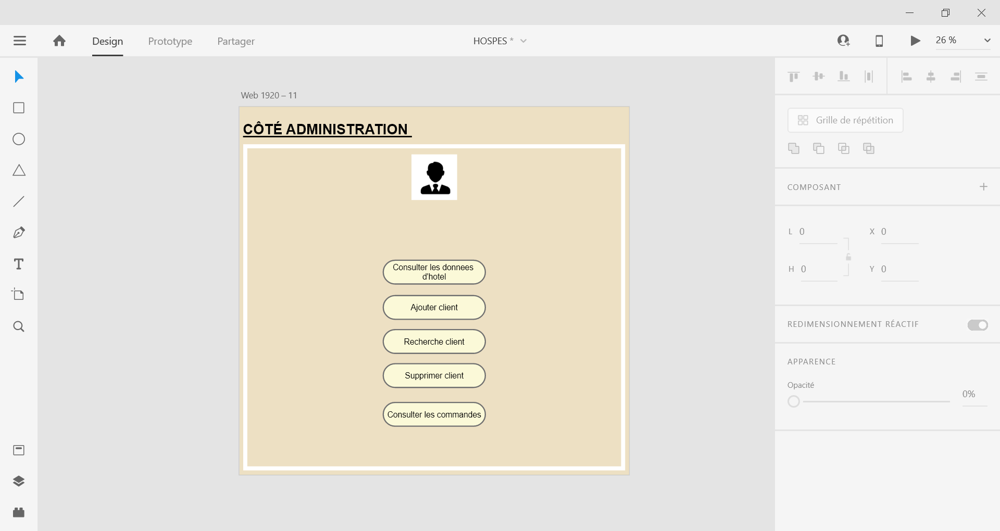 Design
Prototype
Partager
HOSPES *
26 %
Web 1920 – 11
CÔTÉ ADMINISTRATION
Consulter les donnees
d'hotel
Ajouter client
Recherche client
Supprimer client
Consulter les commandes
Grille de répétition
COMPOSANT
L 0
X 0
H 0
Y 0
REDIMENSIONNEMENT RÉACTIF
APPARENCE
Opacité
0%